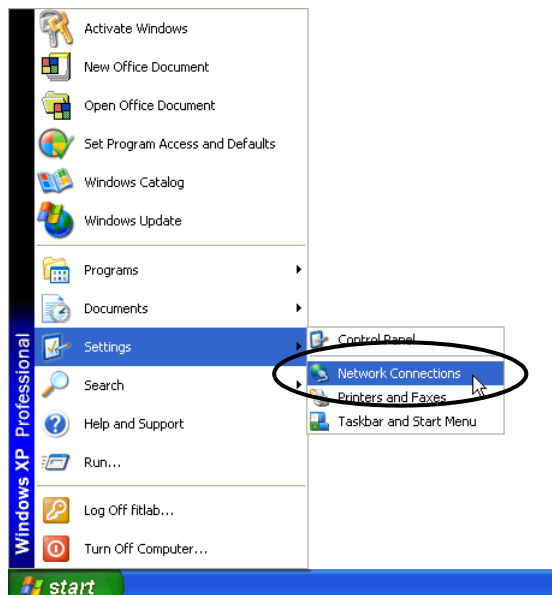 Activate Windows
New Office Document
Open Office Document
Set Program Access and Defaults
Windows Catalog
Windows Update
Programs
Documents
Settings
Control Panel
Network Connections
Printers and Faxes
Taskbar and Start Menu
Search
Help and Support
Run...
Log Off fitlab...
Turn Off Computer...
Windows XP Professional
start